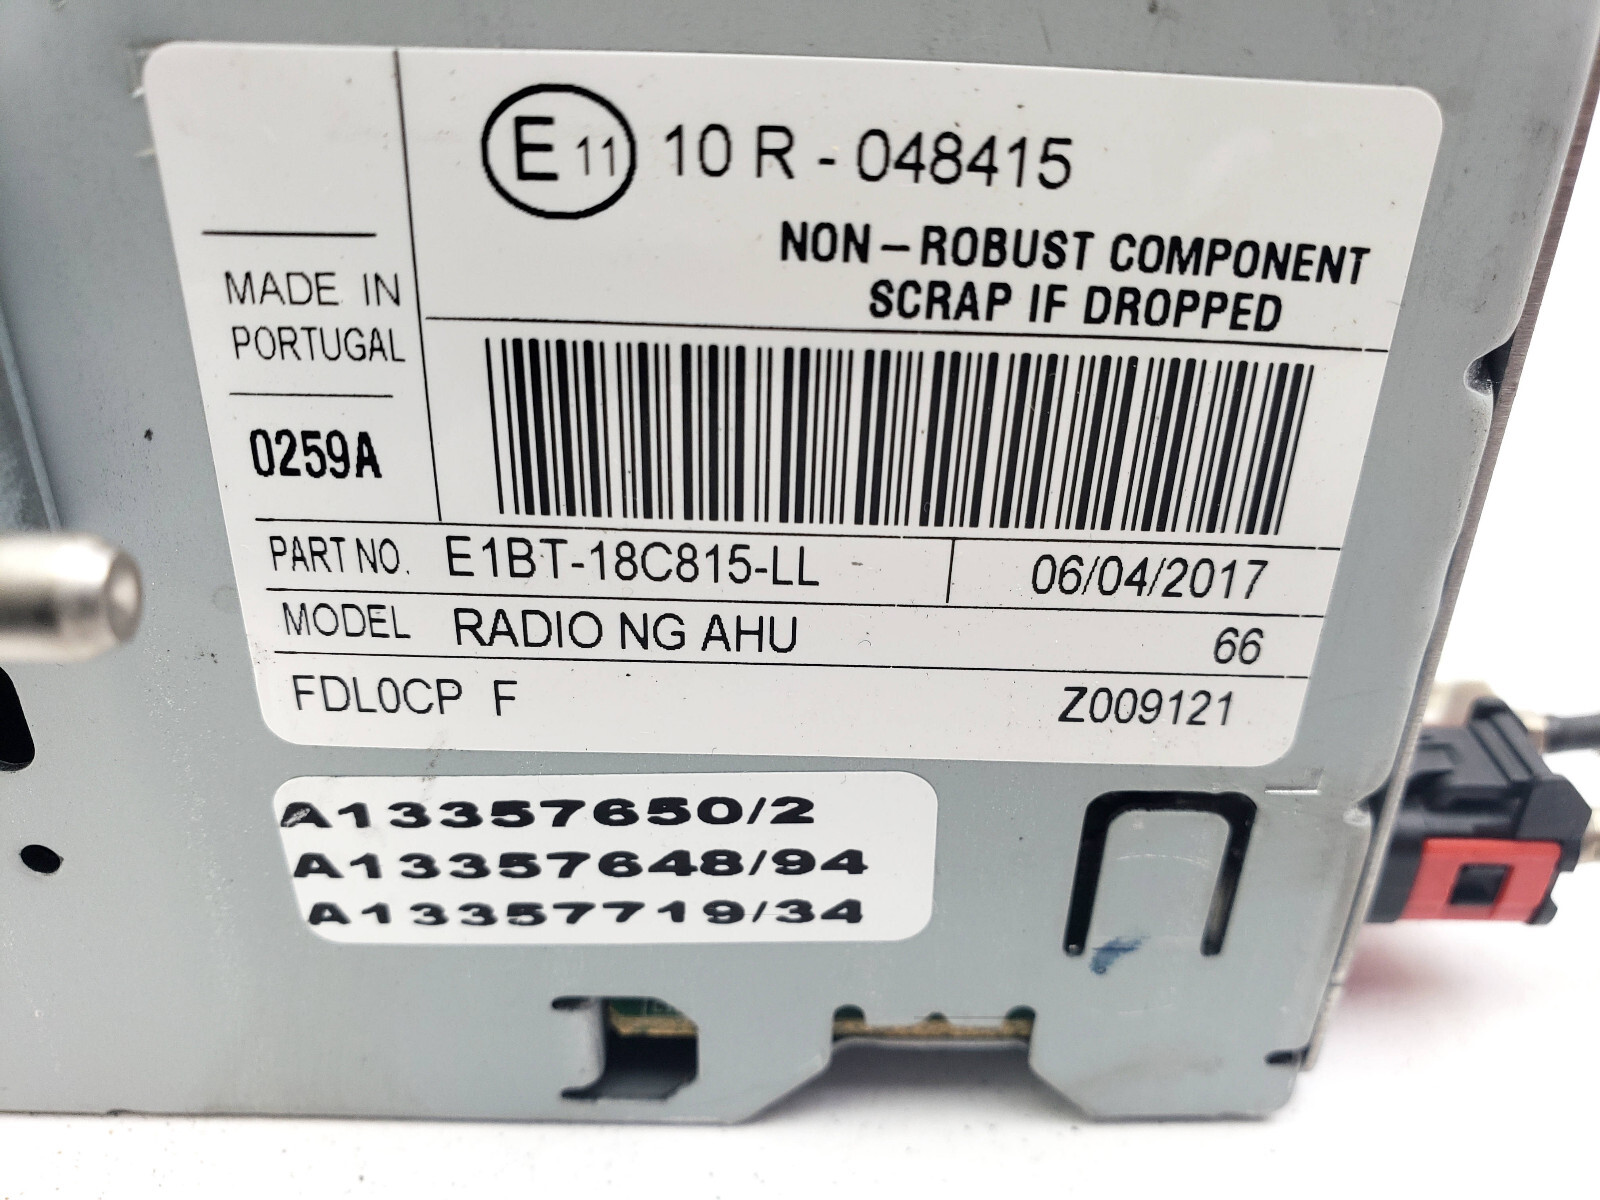 E 11 10 R - 048415
NON-ROBUST COMPONENT
SCRAP IF DROPPED
MADE IN
PORTUGAL
0259A
PART NO. E1BT-18C815-LL 06/04/2017
MODEL RADIO NG AHU 66
FDL0CP F Z009121
A13357650/2
A13357648/94
A13357719/34